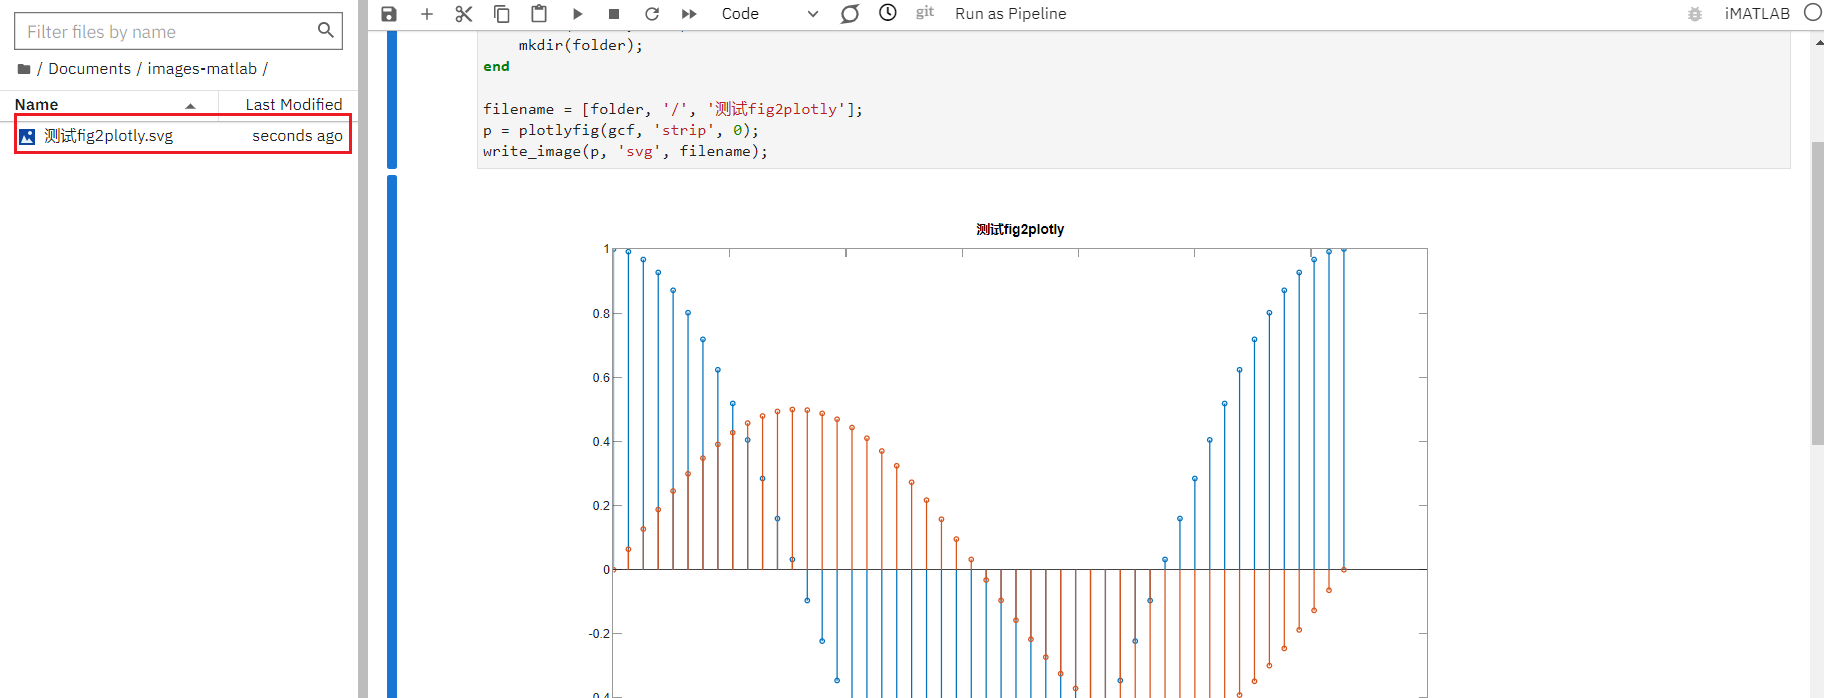 Filter files by name
/ Documents / images-matlab /
Name Last Modified
测试fig2plotly.svg seconds ago
Code git Run as Pipeline iMATLAB
mkdir(folder);
end
filename = [folder, '/', '测试fig2plotly'];
p = plotlyfig(gcf, 'strip', 0);
write_image(p, 'svg', filename);
测试fig2plotly
1
0.8
0.6
0.4
0.2
0
-0.2